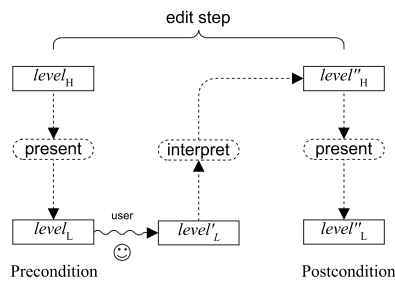 edit step
level_H
level"_H
present
interpret
present
level_L
user
level'_L
level"_L
Precondition
Postcondition